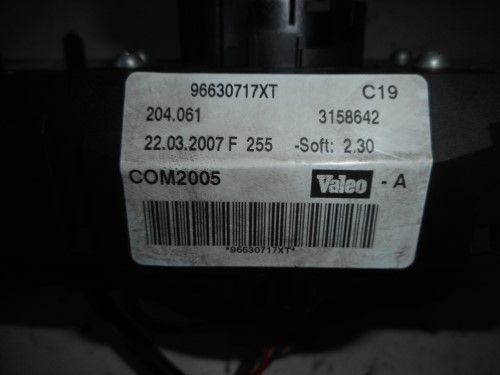 96630717XT C19
204.061 3158642
22.03.2007 F 255 -Soft: 2.30
COM2005 Valeo - A
*96630717XT*